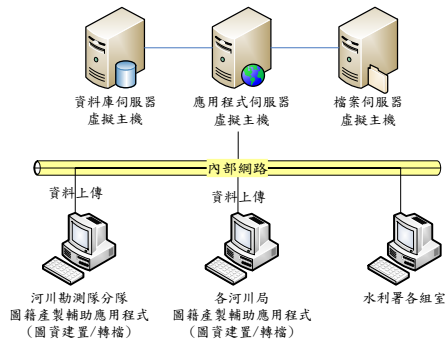 資料庫伺服器
虛擬主機
應用程式伺服器
虛擬主機
檔案伺服器
虛擬主機
內部網路
資料上傳
資料上傳
河川勘測隊分隊
圖籍產製輔助應用程式
(圖資建置/轉檔)
各河川局
圖籍產製輔助應用程式
(圖資建置/轉檔)
水利署各組室